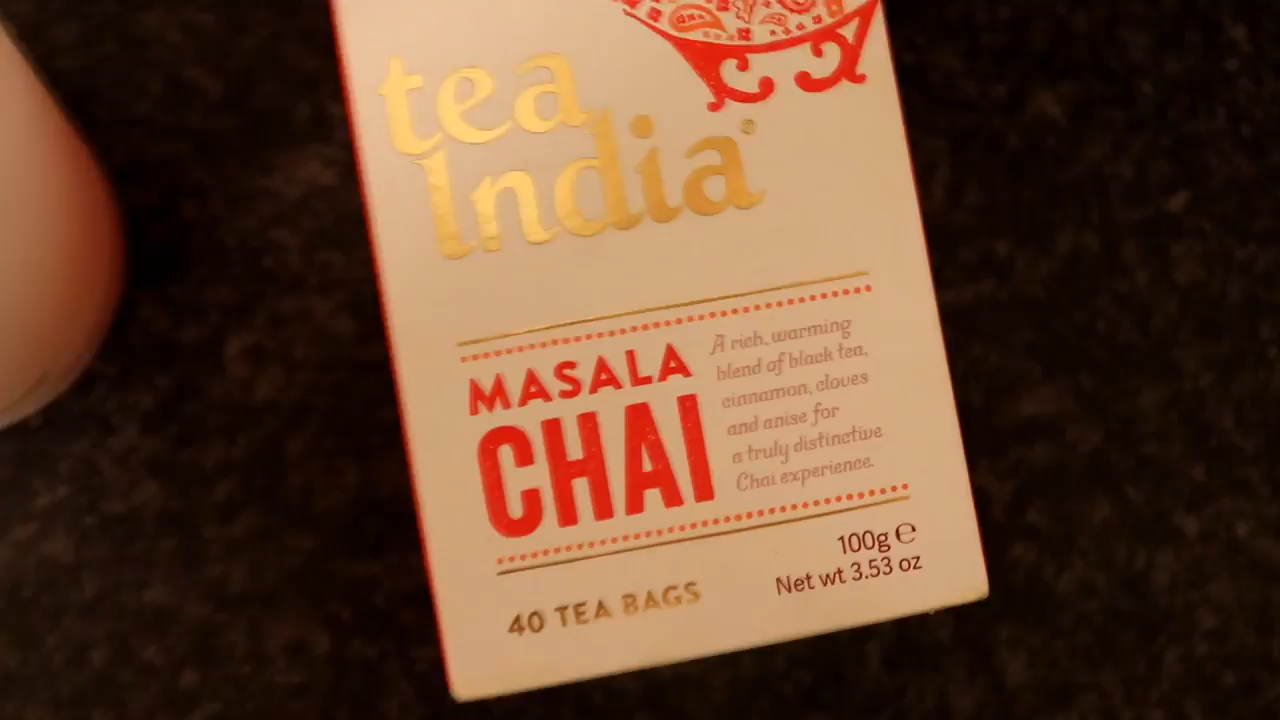 tea
India®
MASALA
CHAI
A rich, warming
blend of black tea,
cinnamon, cloves
and anise for
a truly distinctive
Chai experience.
40 TEA BAGS
100g ℮
Net wt 3.53 oz